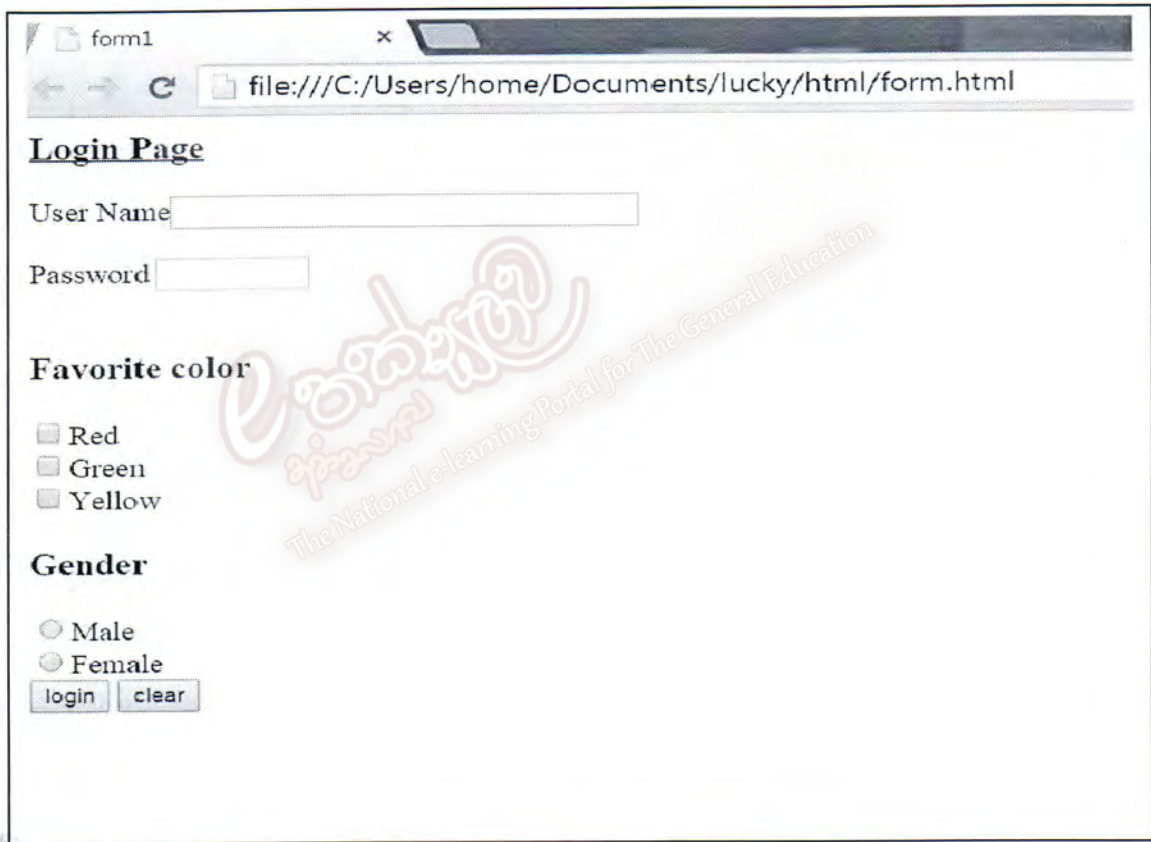 form1
file:///C:/Users/home/Documents/lucky/html/form.html
Login Page
User Name
Password
Favorite color
Red
Green
Yellow
Gender
Male
Female
login clear
The National e-learning Portal for The General Education